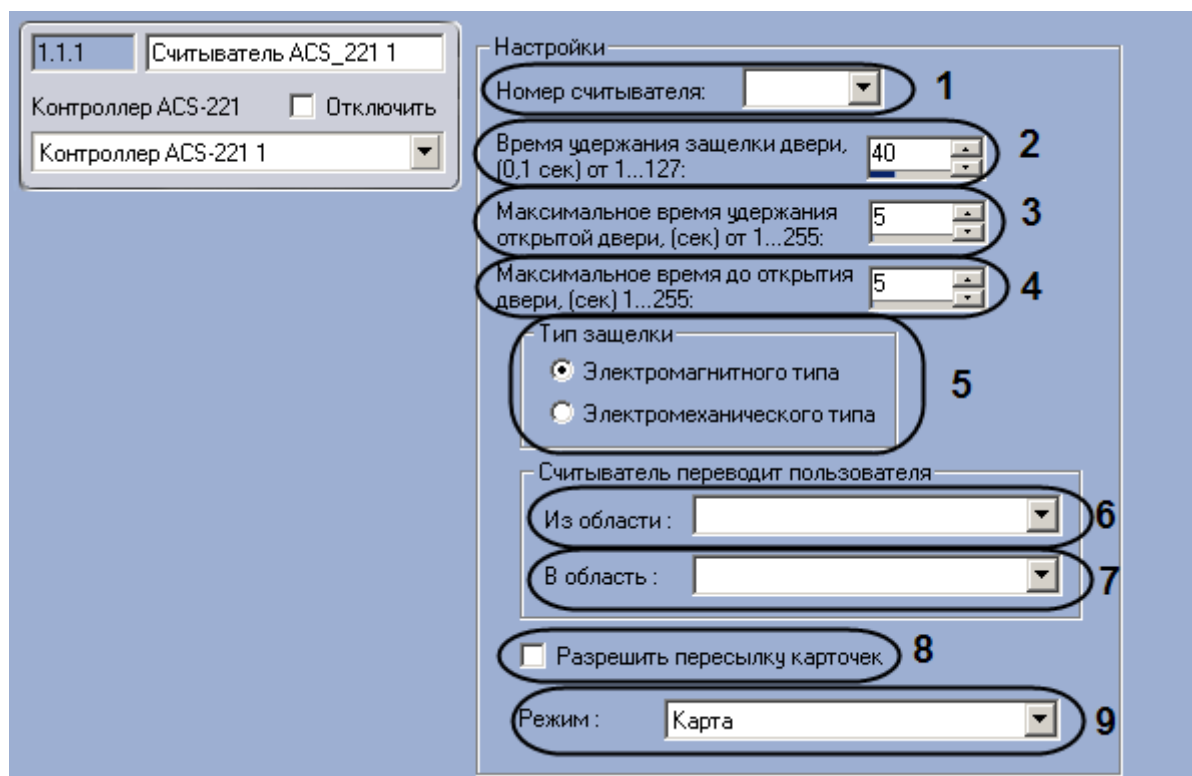 1.1.1
Считыватель ACS_221 1
Контроллер ACS-221
Отключить
Контроллер ACS-221 1
Настройки
Номер считывателя:
1
Время удержания защелки двери,
(0,1 сек) от 1...127:
40
2
Максимальное время удержания
открытой двери, (сек) от 1...255:
5
3
Максимальное время до открытия
двери, (сек) 1...255:
5
4
Тип защелки
Электромагнитного типа
Электромеханического типа
5
Считыватель переводит пользователя
Из области :
6
В область :
7
Разрешить пересылку карточек
8
Режим :
Карта
9